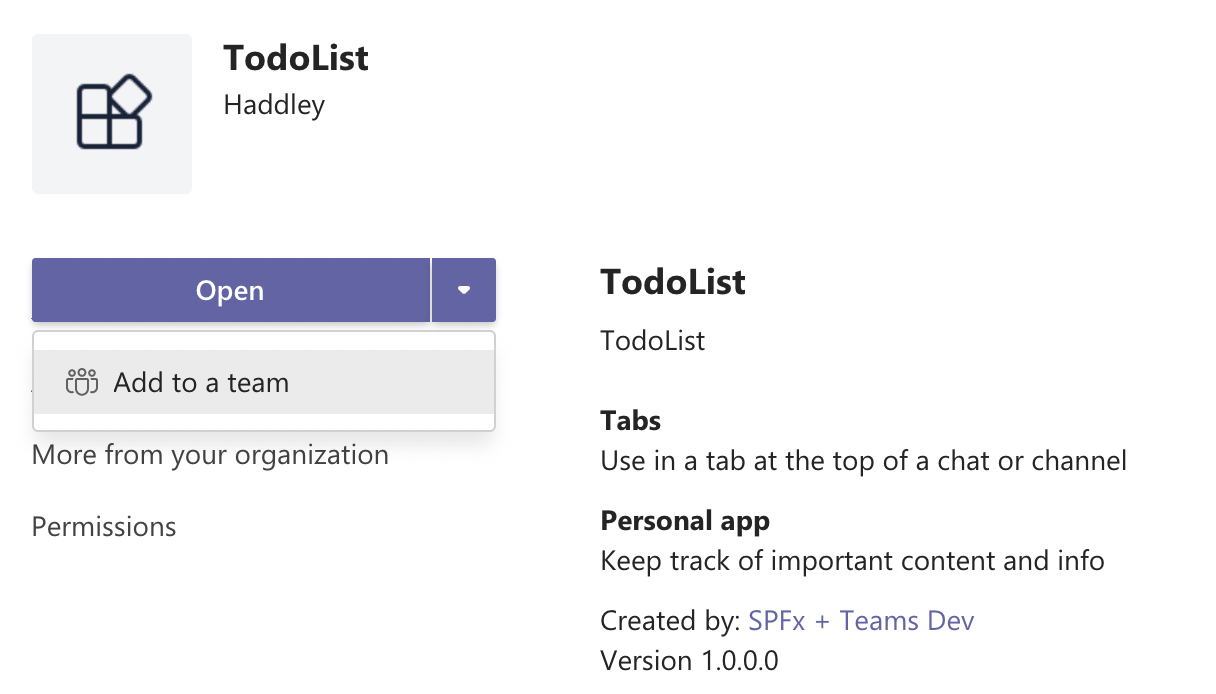 TodoList
Haddley
Open
Add to a team
More from your organization
Permissions
TodoList
TodoList
Tabs
Use in a tab at the top of a chat or channel
Personal app
Keep track of important content and info
Created by: SPFx + Teams Dev
Version 1.0.0.0